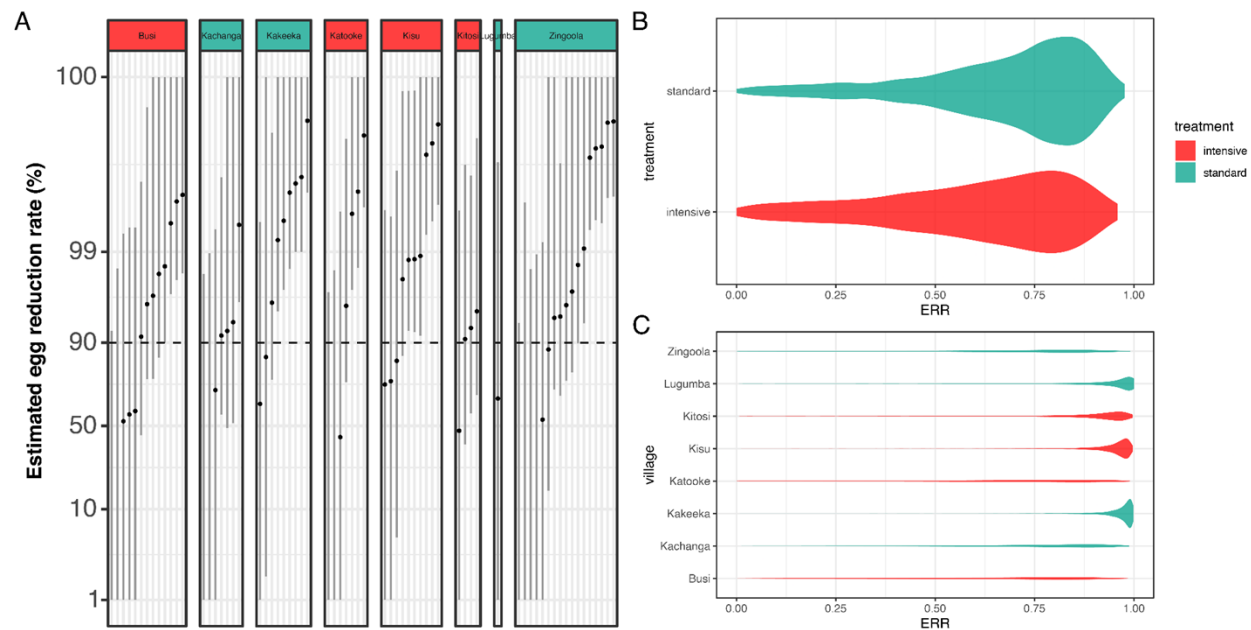 A
Busi
Kachanga
Kakeeka
Katooke
Kisu
Kitosi
Lugumba
Zingoola
Estimated egg reduction rate (%)
100
99
90
50
10
1
B
treatment
standard
intensive
0.00 0.25 0.50 0.75 1.00
ERR
treatment
intensive
standard
C
village
Zingoola
Lugumba
Kitosi
Kisu
Katooke
Kakeeka
Kachanga
Busi
0.00 0.25 0.50 0.75 1.00
ERR